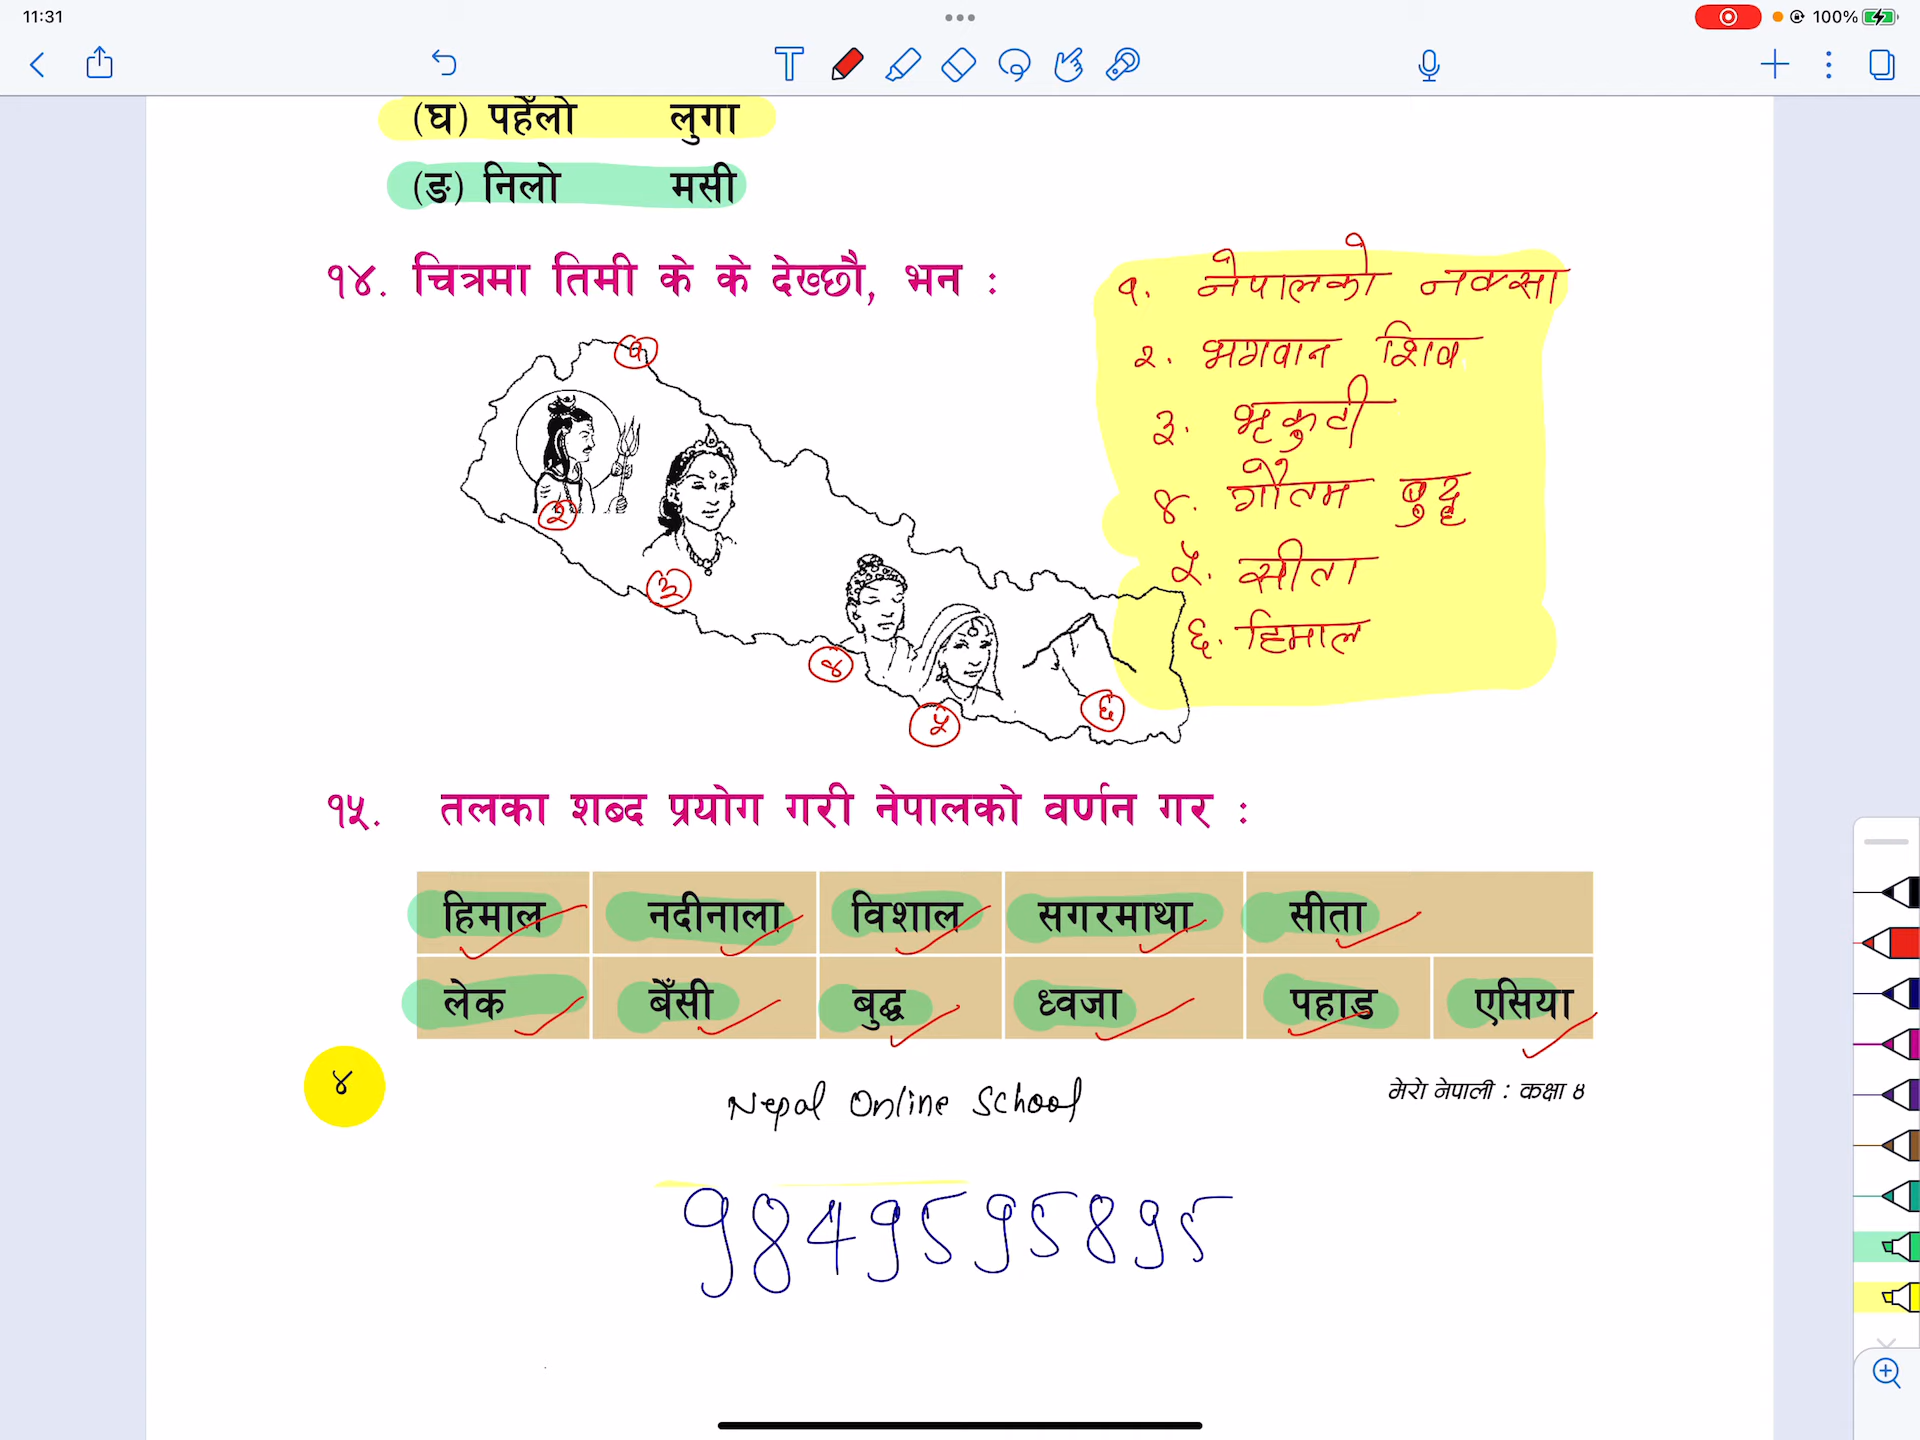 11:31
100%
(घ) पहेँलो लुगा
(ङ) निलो मसी
१४. चित्रमा तिमी के के देख्छौ, भन :
१. नेपालको नक्सा
२. भगवान शिव
३. भृकुटी
४. गौतम बुद्ध
५. सीता
६. हिमाल
१
२
३
४
५
६
१५. तलका शब्द प्रयोग गरी नेपालको वर्णन गर :
हिमाल नदीनाला विशाल सगरमाथा सीता
लेक बेँसी बुद्ध ध्वजा पहाड एसिया
४ मेरो नेपाली : कक्षा ४
Nepal Online School
9849595895